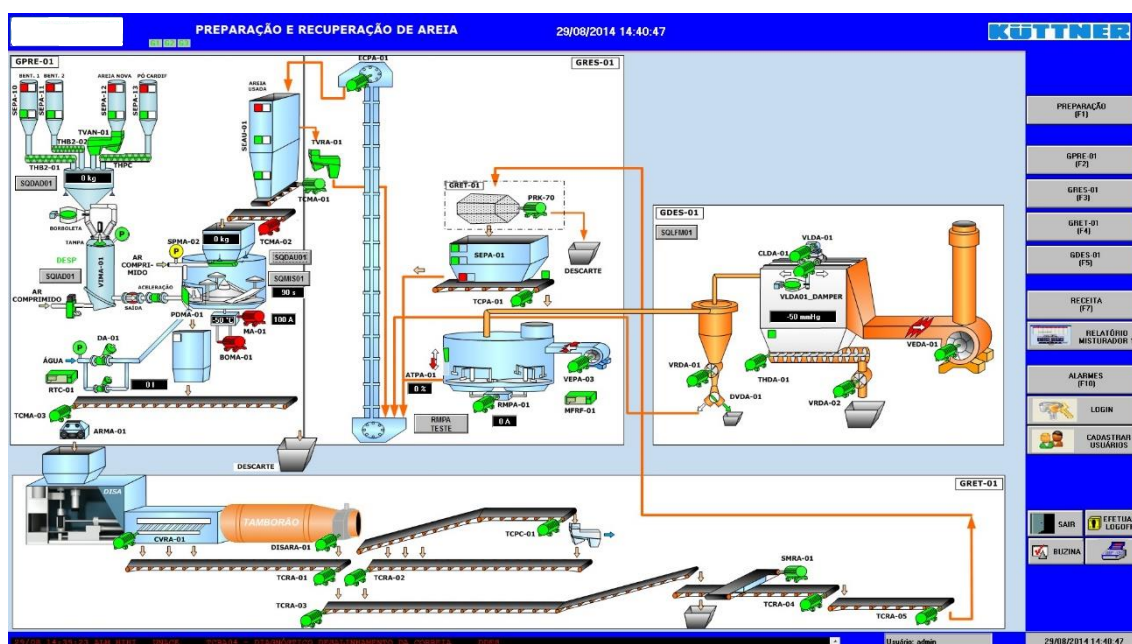 PREPARAÇÃO E RECUPERAÇÃO DE AREIA
29/08/2014 14:40:47
KÜTTNER
GPRE-01
BENT. 1
BENT. 2
AREIA NOVA
PÓ CARDIF
SEPA-10
SEPA-11
SEPA-12
SEPA-13
TVAN-01
THB2-02
THB2-01
THPC
SQDAD01
0 kg
BORBOLETA
TAMPA
P
DESP
SQIAD01
VIMA-01
AR COMPRIMIDO
SPMA-02
P
AR
COMPRI-
MIDO
ACELERAÇÃO
SAÍDA
PDMA-01
0 kg
AREIA
USADA
SEAU-01
TVRA-01
TCMA-01
TCMA-02
SQDAU01
SQMIS01
90 s
-50 °C
MA-01
100 A
BOMA-01
P
DA-01
ÁGUA
RTC-01
0 l
TCMA-03
ARMA-01
DESCARTE
ECPA-01
GRES-01
GRET-01
PRK-70
DESCARTE
SEPA-01
TCPA-01
ATPA-01
0 %
VEPA-03
RMPA-01
MFRF-01
RMPA
TESTE
0 A
GDES-01
SQLFM01
VLDA-01
CLDA-01
VLDA01_DAMPER
-50 mmHg
VEDA-01
VRDA-01
THDA-01
DVDA-01
VRDA-02
GRET-01
DISA
TAMBORÃO
CVRA-01
DISARA-01
TCPC-01
TCRA-01
TCRA-02
TCRA-03
SMRA-01
TCRA-04
TCRA-05
PREPARAÇÃO
(F1)
GPRE-01
(F2)
GRES-01
(F3)
GRET-01
(F4)
GDES-01
(F5)
RECEITA
(F7)
RELATÓRIO
MISTURADOR
ALARMES
(F10)
LOGIN
CADASTRAR
USUÁRIOS
SAIR
BUZINA
Usuário: admin
29/08/2014 14:40:47